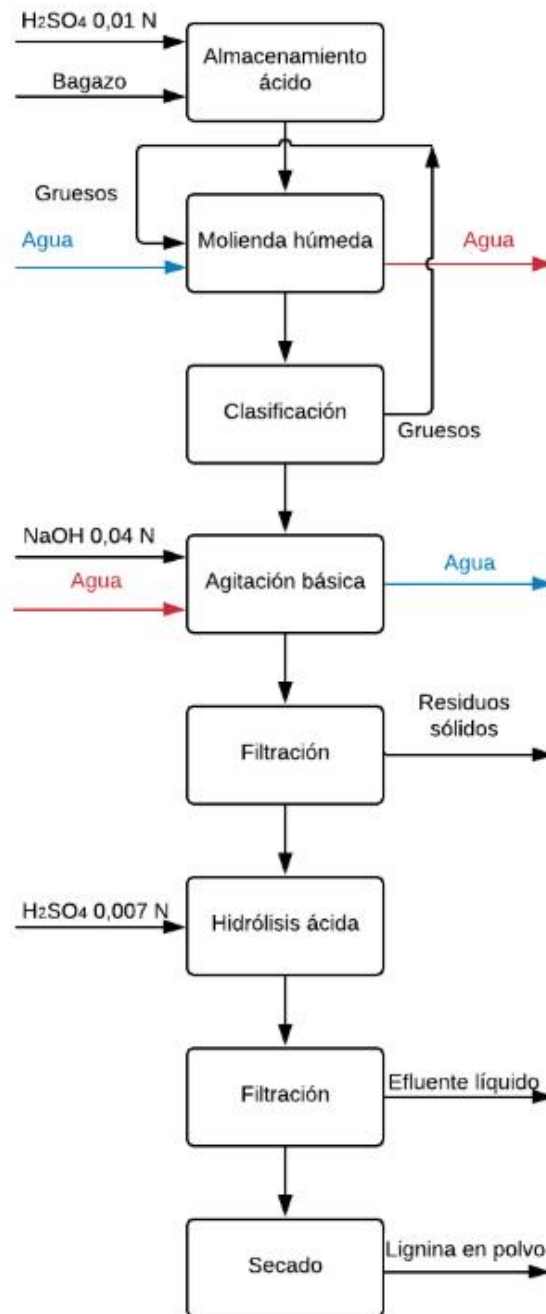 H2SO4 0,01 N
Bagazo
Almacenamiento
ácido
Gruesos
Agua
Molienda húmeda
Agua
Clasificación
Gruesos
NaOH 0,04 N
Agua
Agitación básica
Agua
Filtración
Residuos
sólidos
H2SO4 0,007 N
Hidrólisis ácida
Filtración
Efluente líquido
Secado
Lignina en polvo